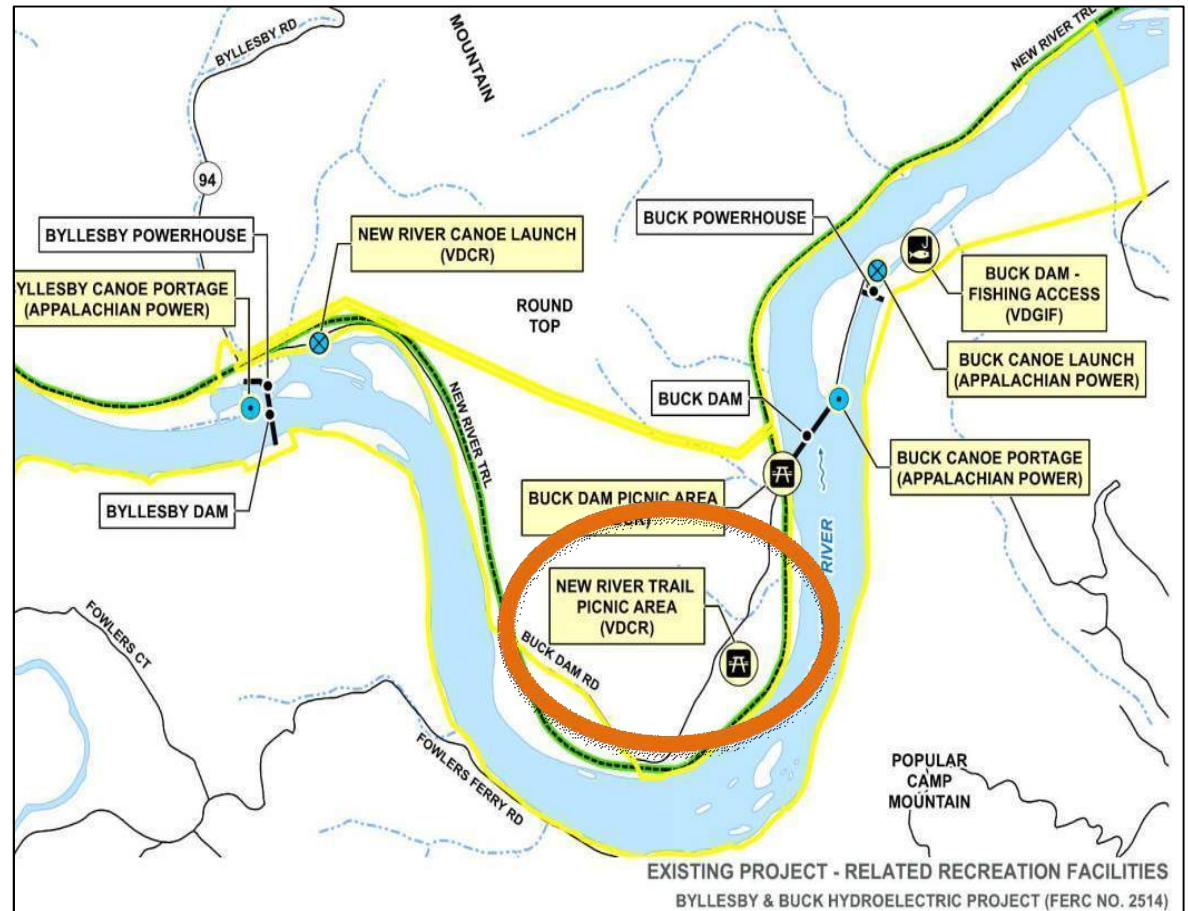 BYLLESBY RD
MOUNTAIN
NEW RIVER TRL
94
BYLLESBY POWERHOUSE
NEW RIVER CANOE LAUNCH
(VDCR)
BUCK POWERHOUSE
YLLESBY CANOE PORTAGE
(APPALACHIAN POWER)
ROUND
TOP
BUCK DAM -
FISHING ACCESS
(VDGIF)
BUCK CANOE LAUNCH
(APPALACHIAN POWER)
NEW RIVER TRL
BUCK DAM
BUCK CANOE PORTAGE
(APPALACHIAN POWER)
BYLLESBY DAM
BUCK DAM PICNIC AREA
RIVER
NEW RIVER TRAIL
PICNIC AREA
(VDCR)
FOWLERS CT
BUCK DAM RD
FOWLERS FERRY RD
POPULAR
CAMP
MOUNTAIN
EXISTING PROJECT - RELATED RECREATION FACILITIES
BYLLESBY & BUCK HYDROELECTRIC PROJECT (FERC NO. 2514)